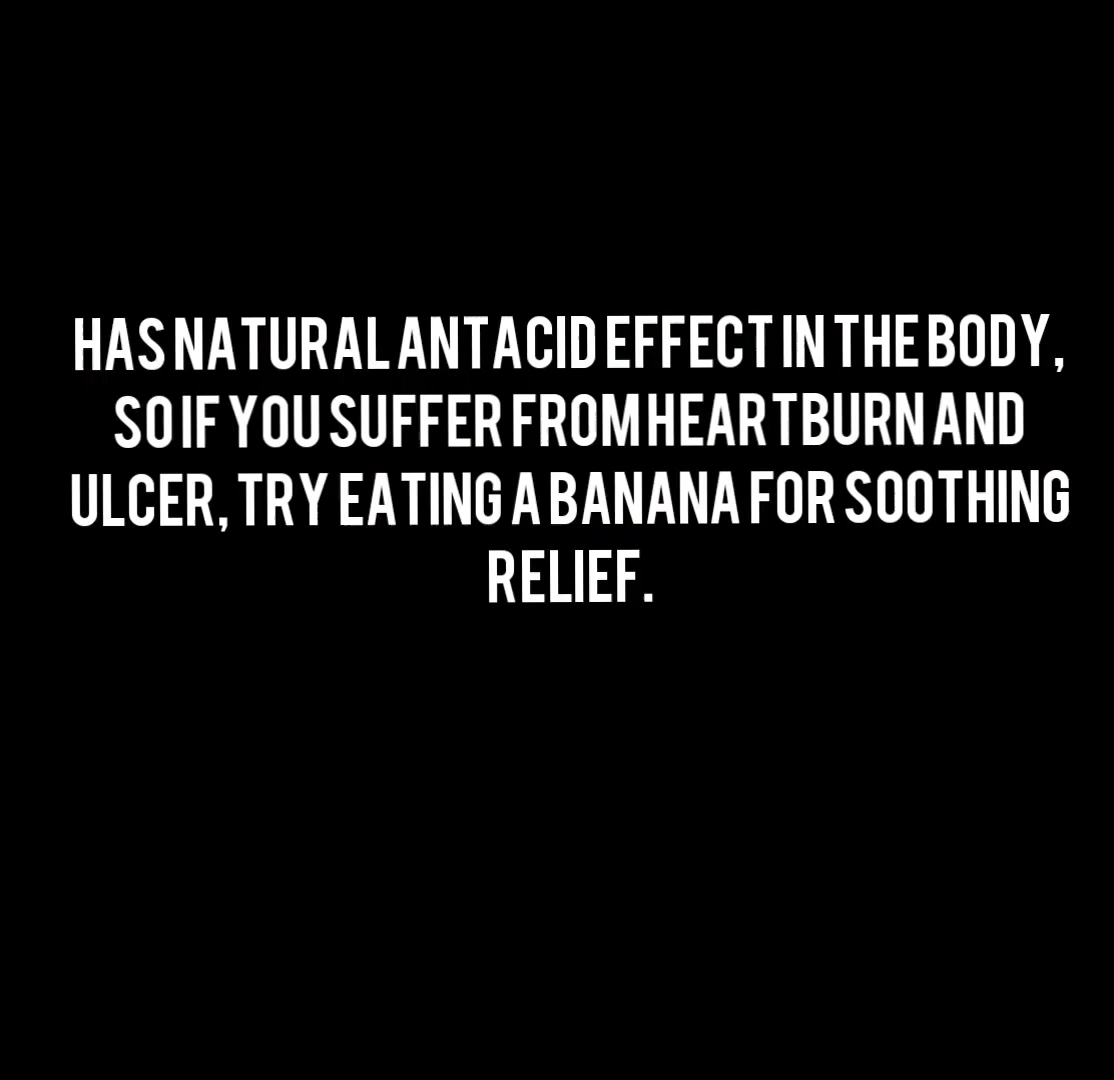 HAS NATURAL ANTACID EFFECT IN THE BODY,
SO IF YOU SUFFER FROM HEARTBURN AND
ULCER, TRY EATING A BANANA FOR SOOTHING
RELIEF.